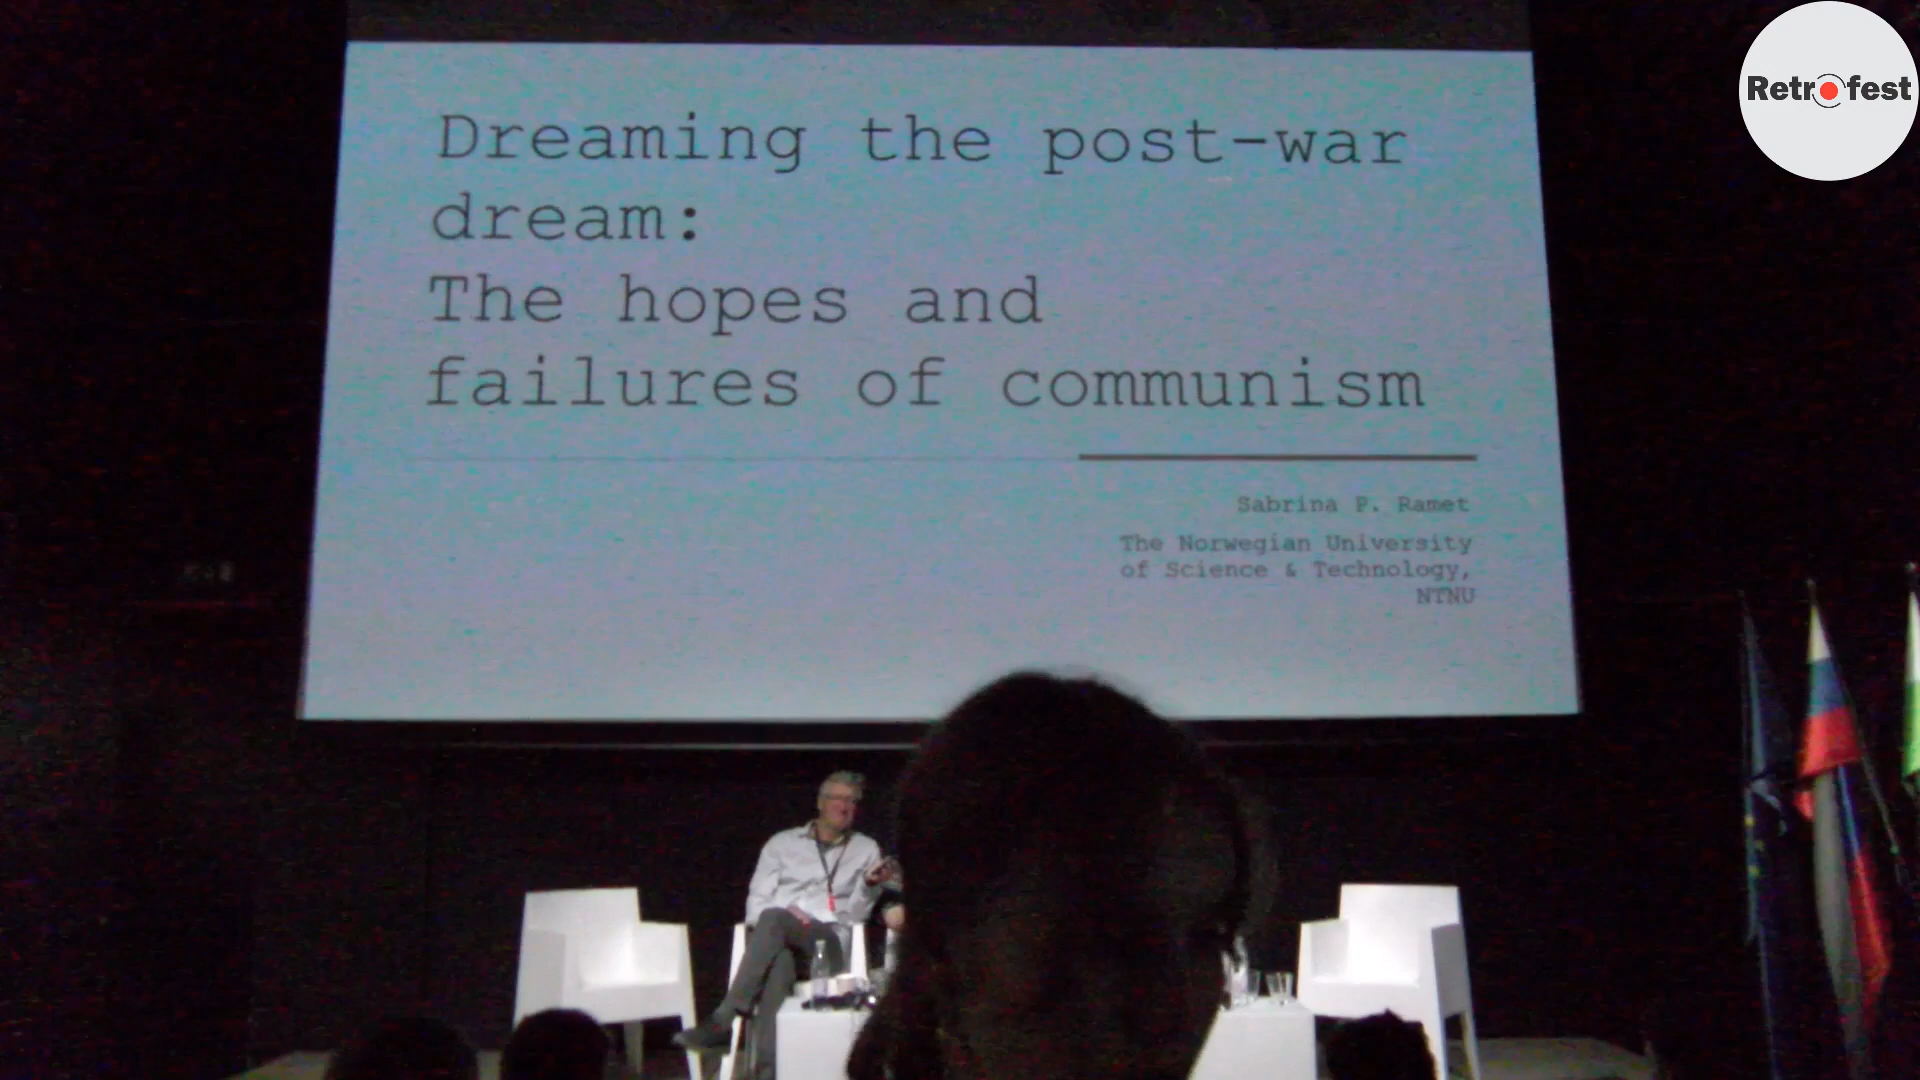 Retrofest
Dreaming the post-war
dream:
The hopes and
failures of communism
Sabrina P. Ramet
The Norwegian University
of Science & Technology,
NTNU